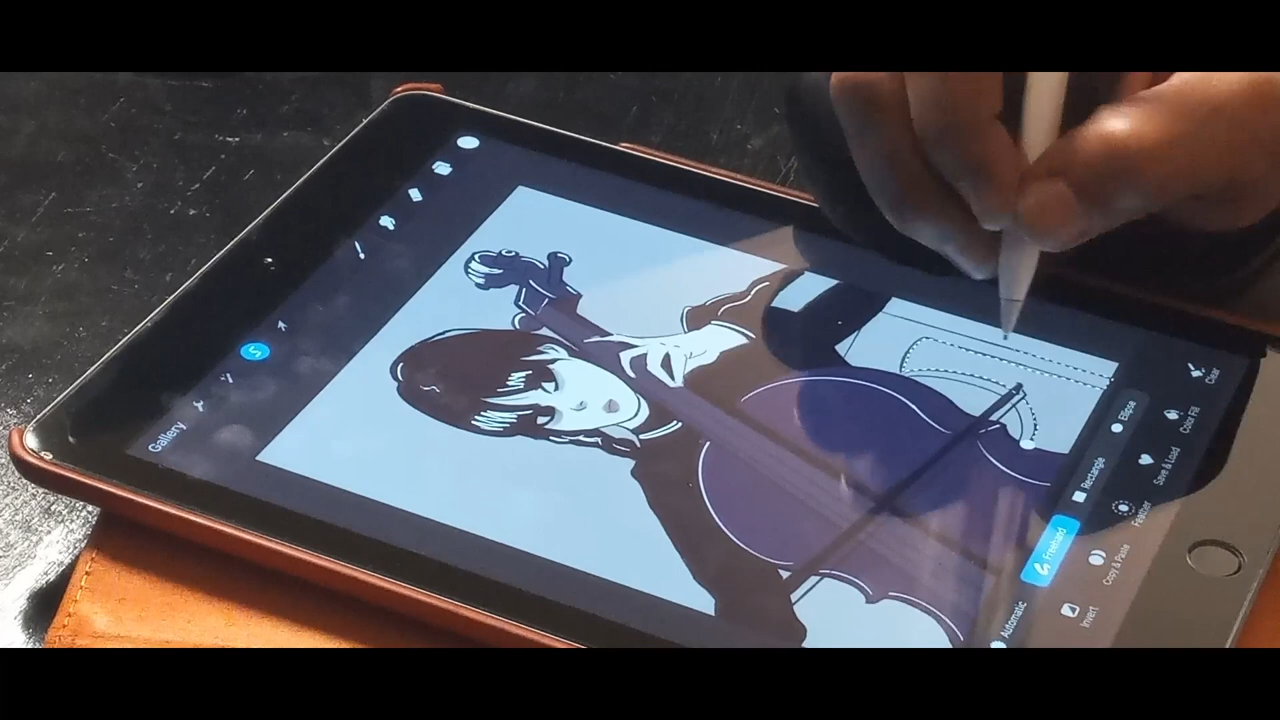 Gallery
Automatic
Freehand
Rectangle
Ellipse
Invert
Copy & Paste
Feather
Save & Load
Color Fill
Clear